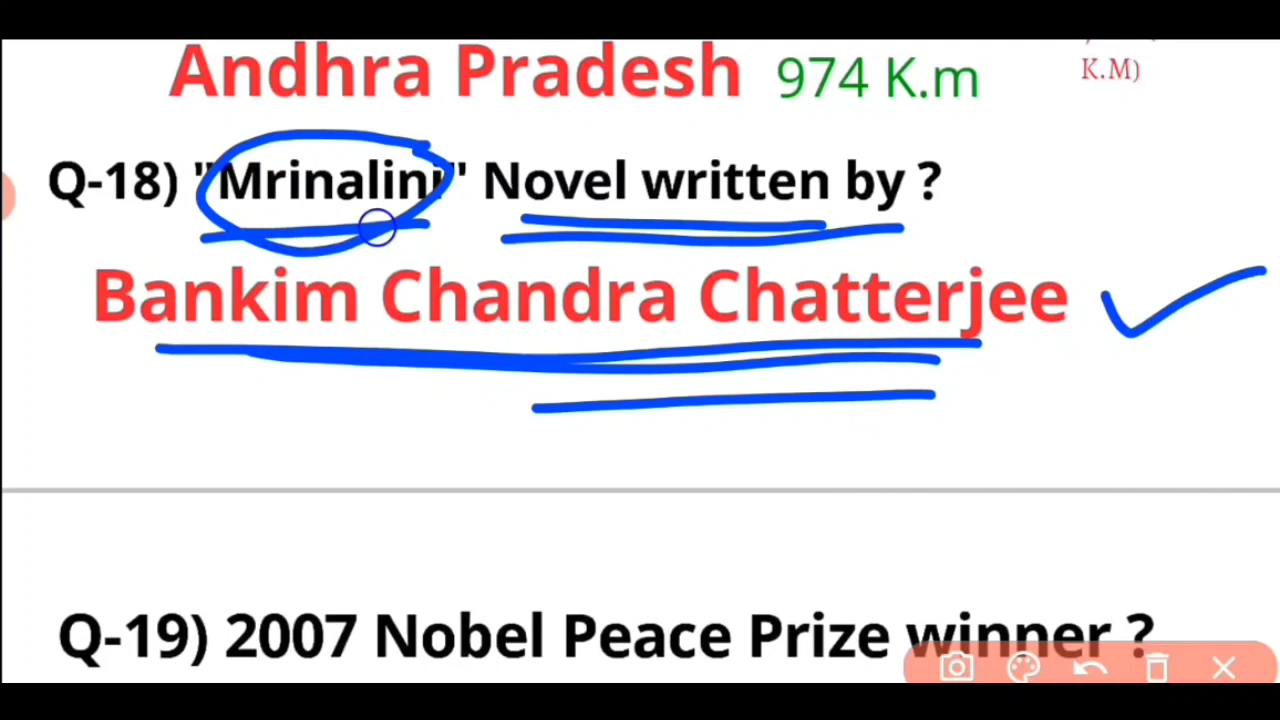 Andhra Pradesh 974 K.m
K.M)
Q-18) "Mrinalini" Novel written by ?
Bankim Chandra Chatterjee
Q-19) 2007 Nobel Peace Prize winner ?